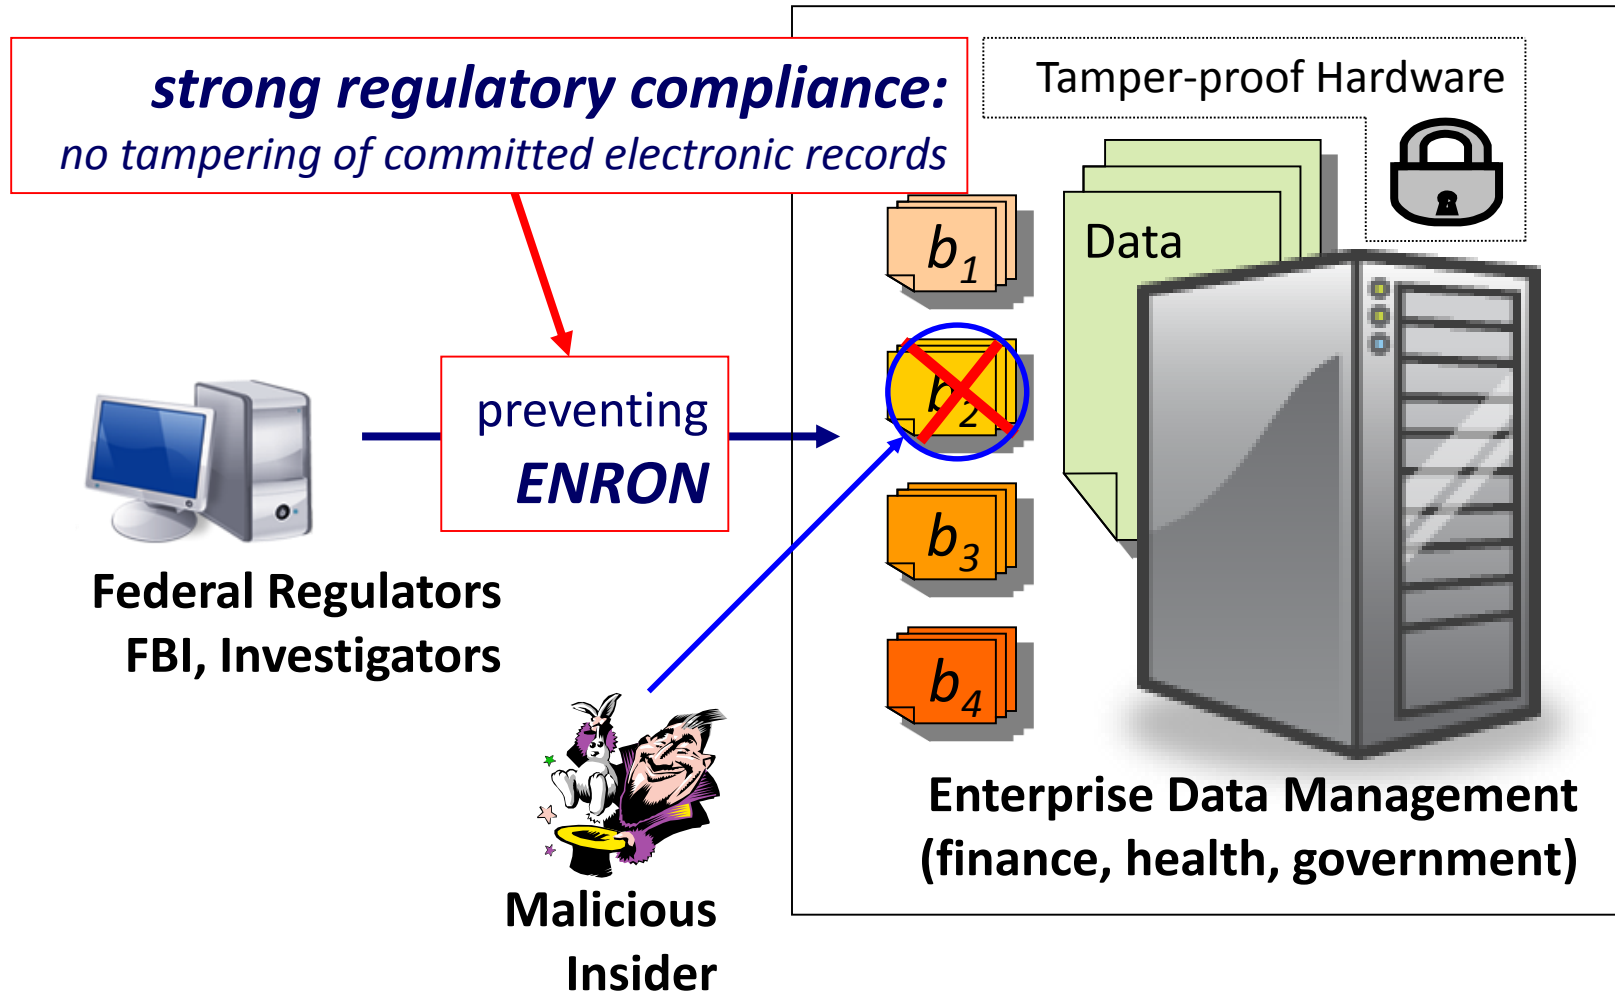 strong regulatory compliance:
no tampering of committed electronic records
Tamper-proof Hardware
Data
b1
b2
b3
b4
preventing
ENRON
Federal Regulators
FBI, Investigators
Malicious
Insider
Enterprise Data Management
(finance, health, government)